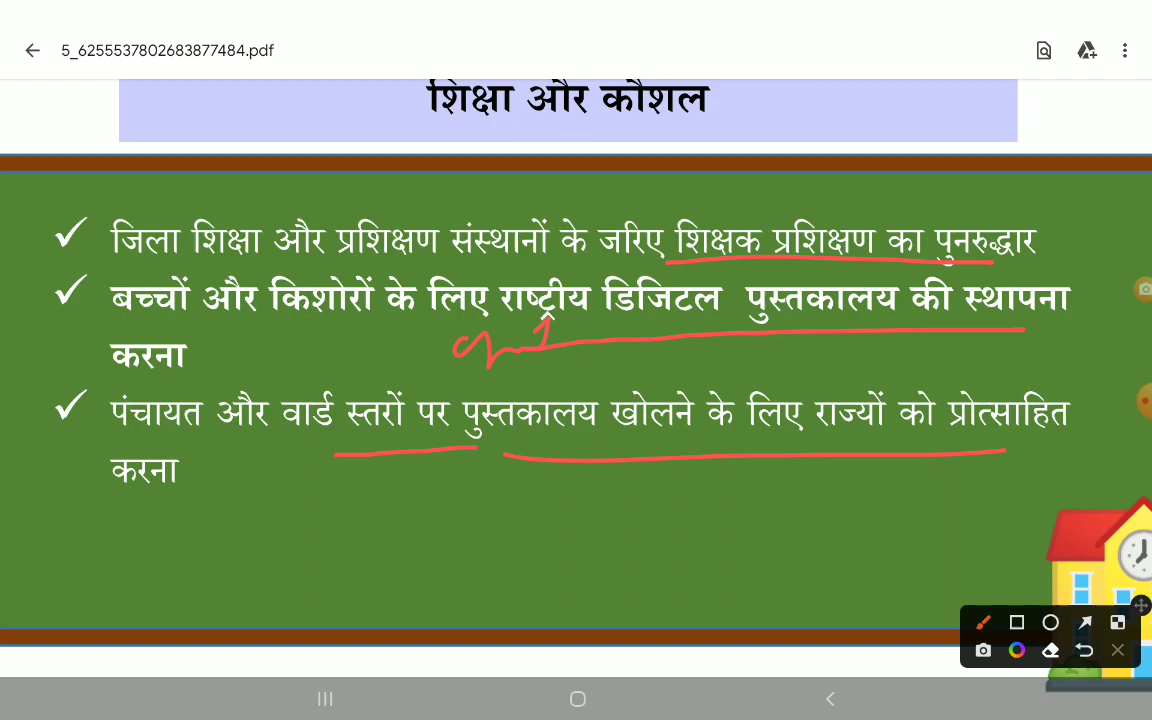 5_6255537802683877484.pdf
शिक्षा और कौशल
जिला शिक्षा और प्रशिक्षण संस्थानों के जरिए शिक्षक प्रशिक्षण का पुनरुद्धार
बच्चों और किशोरों के लिए राष्ट्रीय डिजिटल पुस्तकालय की स्थापना
करना
पंचायत और वार्ड स्तरों पर पुस्तकालय खोलने के लिए राज्यों को प्रोत्साहित
करना